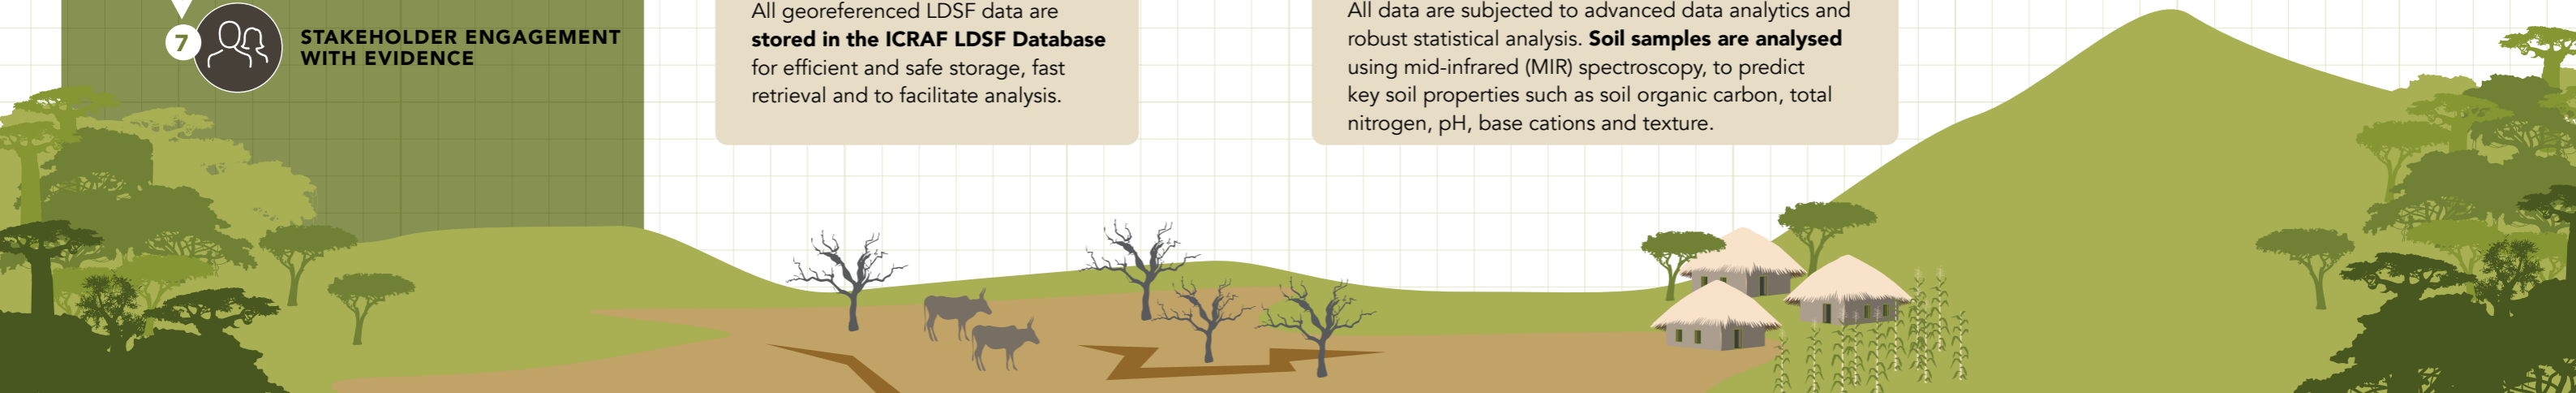 7
STAKEHOLDER ENGAGEMENT
WITH EVIDENCE
All georeferenced LDSF data are
stored in the ICRAF LDSF Database
for efficient and safe storage, fast
retrieval and to facilitate analysis.
All data are subjected to advanced data analytics and
robust statistical analysis. Soil samples are analysed
using mid-infrared (MIR) spectroscopy, to predict
key soil properties such as soil organic carbon, total
nitrogen, pH, base cations and texture.